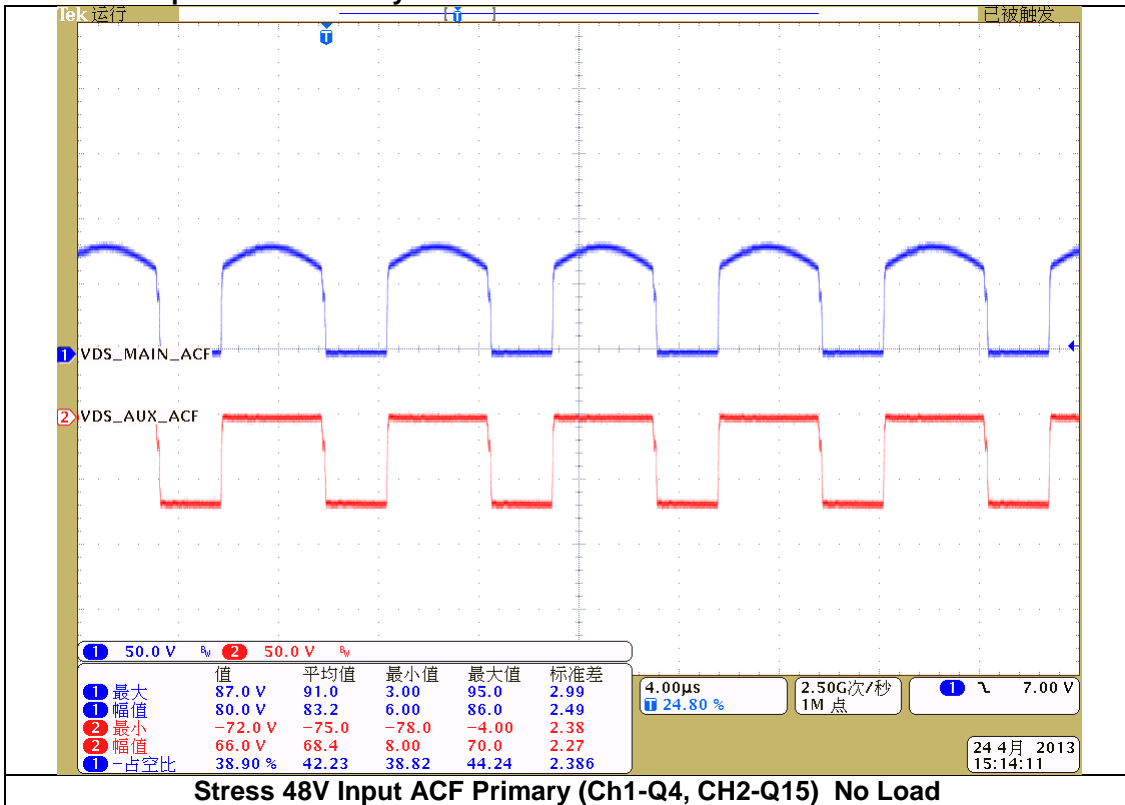 Tek 运行
[ T ]
已被触发
T
1 VDS_MAIN_ACF
2 VDS_AUX_ACF
1 50.0 V BW 2 50.0 V BW
值 平均值 最小值 最大值 标准差
1 最大 87.0 V 91.0 3.00 95.0 2.99
1 幅值 80.0 V 83.2 6.00 86.0 2.49
2 最小 −72.0 V −75.0 −78.0 −4.00 2.38
2 幅值 66.0 V 68.4 8.00 70.0 2.27
1 −占空比 38.90 % 42.23 38.82 44.24 2.386
4.00µs
T 24.80 %
2.50G次/秒
1M 点
1 7.00 V
24 4月 2013
15:14:11
Stress 48V Input ACF Primary (Ch1-Q4, CH2-Q15) No Load